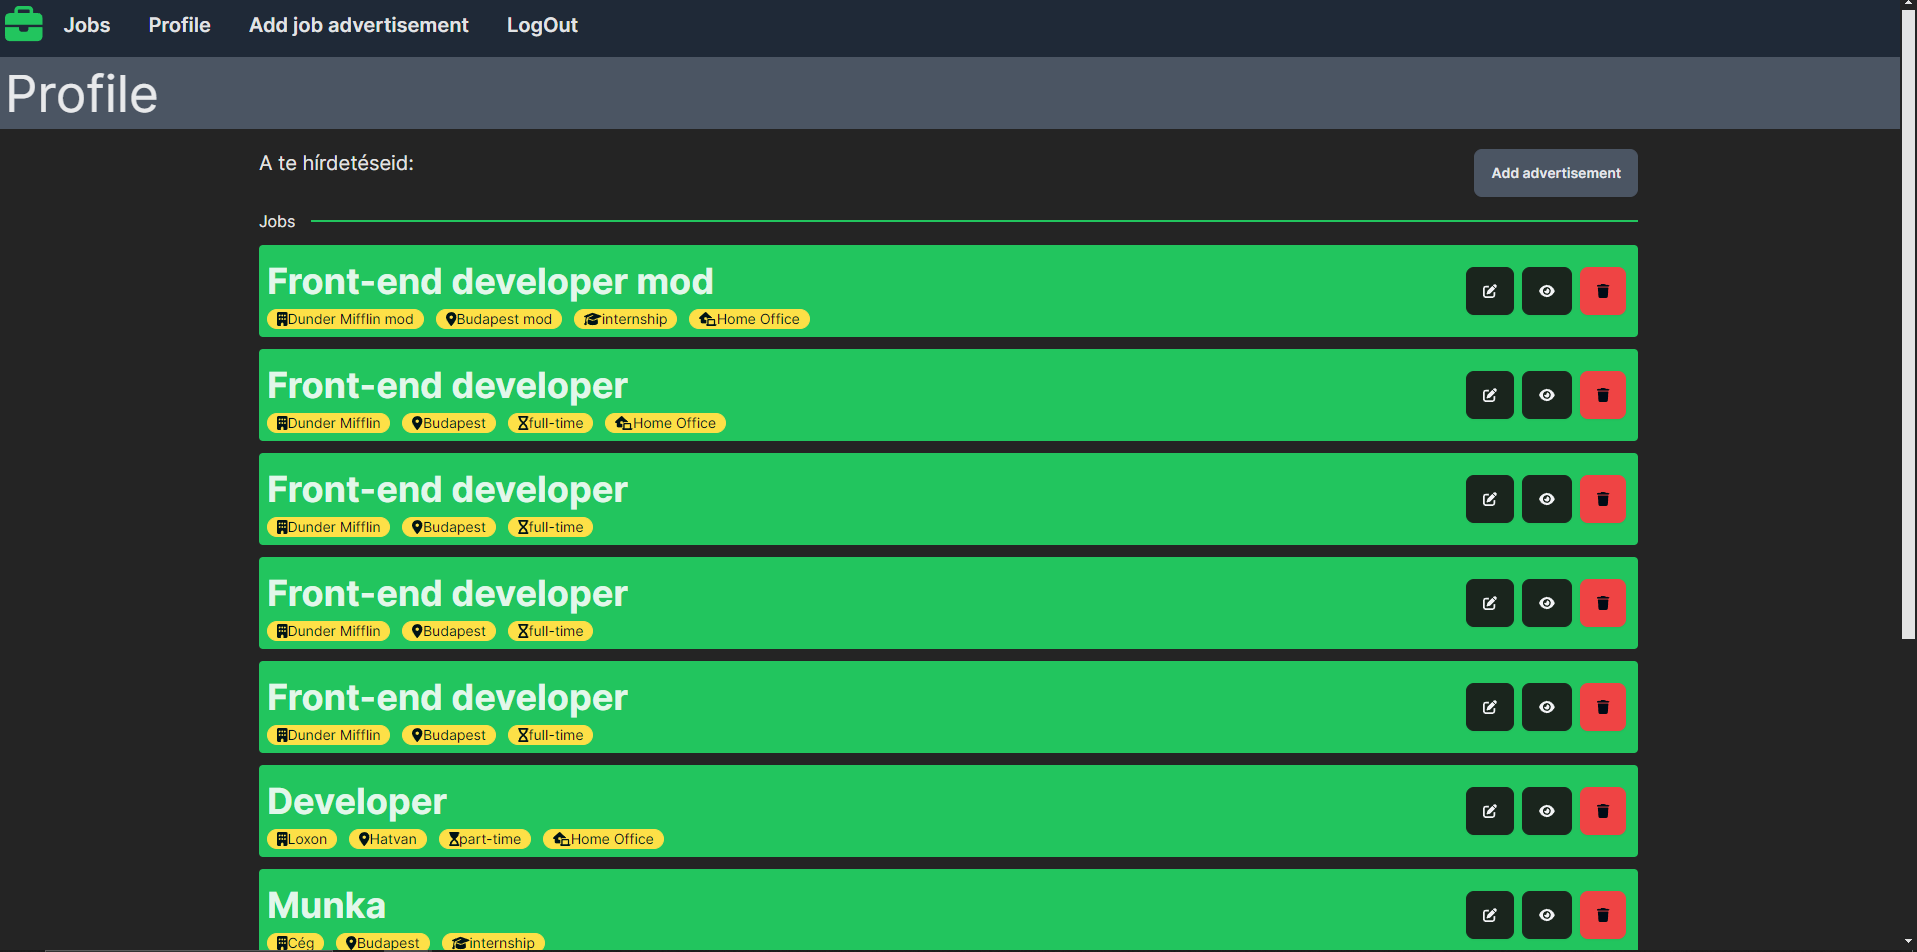 Jobs Profile Add job advertisement LogOut
Profile
A te hírdetéseid:
Add advertisement
Jobs
Front-end developer mod
Dunder Mifflin mod Budapest mod internship Home Office
Front-end developer
Dunder Mifflin Budapest full-time Home Office
Front-end developer
Dunder Mifflin Budapest full-time
Front-end developer
Dunder Mifflin Budapest full-time
Front-end developer
Dunder Mifflin Budapest full-time
Developer
Loxon Hatvan part-time Home Office
Munka
Cég Budapest internship